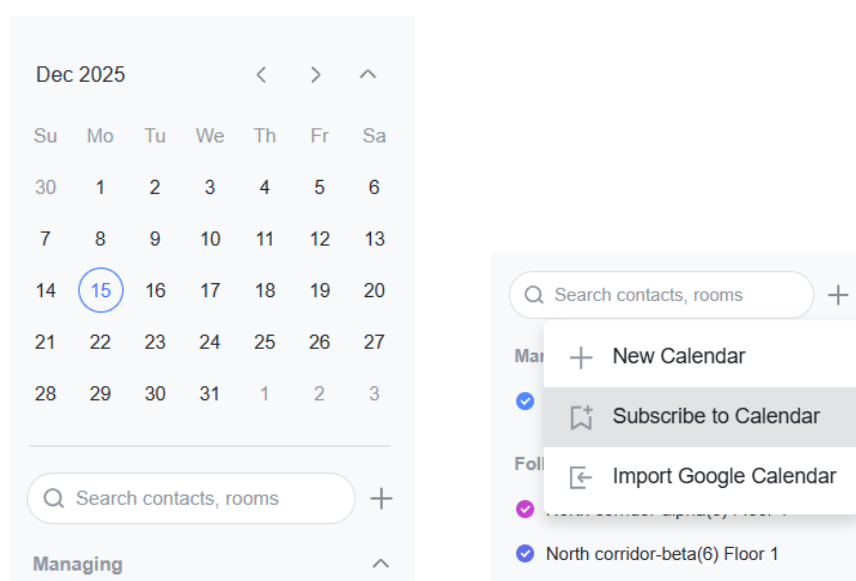 Dec 2025
Su Mo Tu We Th Fr Sa
30 1 2 3 4 5 6
7 8 9 10 11 12 13
14 15 16 17 18 19 20
21 22 23 24 25 26 27
28 29 30 31 1 2 3
Search contacts, rooms
Managing
Search contacts, rooms
Mar
New Calendar
Subscribe to Calendar
Foll
Import Google Calendar
North corridor-beta(6) Floor 1